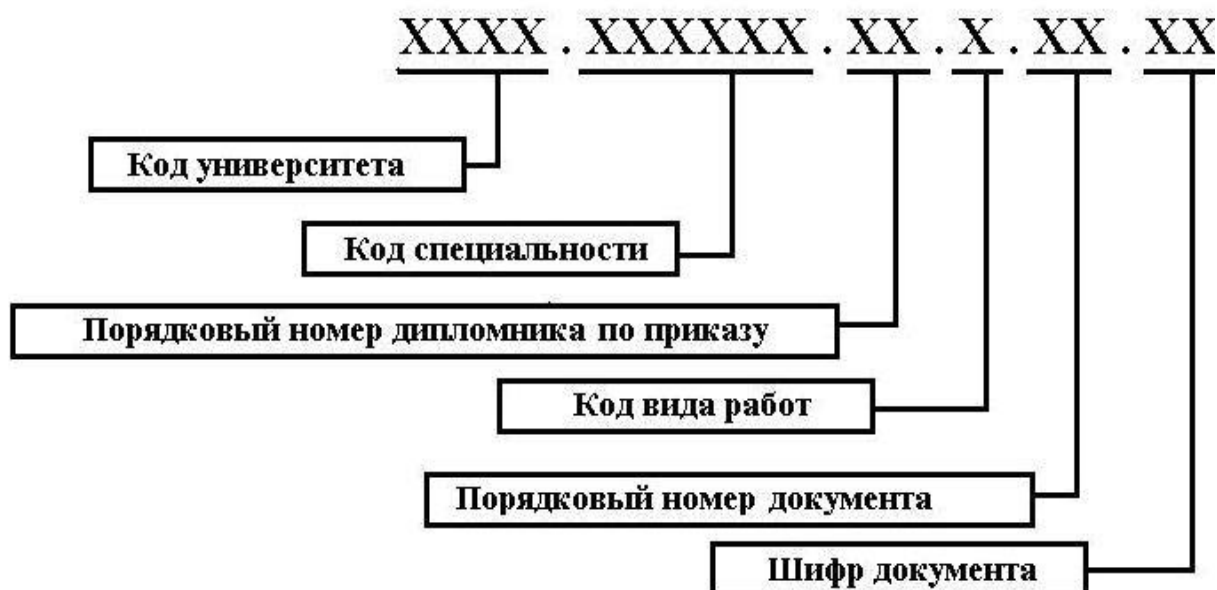 XXXX . XXXXXX . XX . X . XX . XX
Код университета
Код специальности
Порядковый номер дипломника по приказу
Код вида работ
Порядковый номер документа
Шифр документа